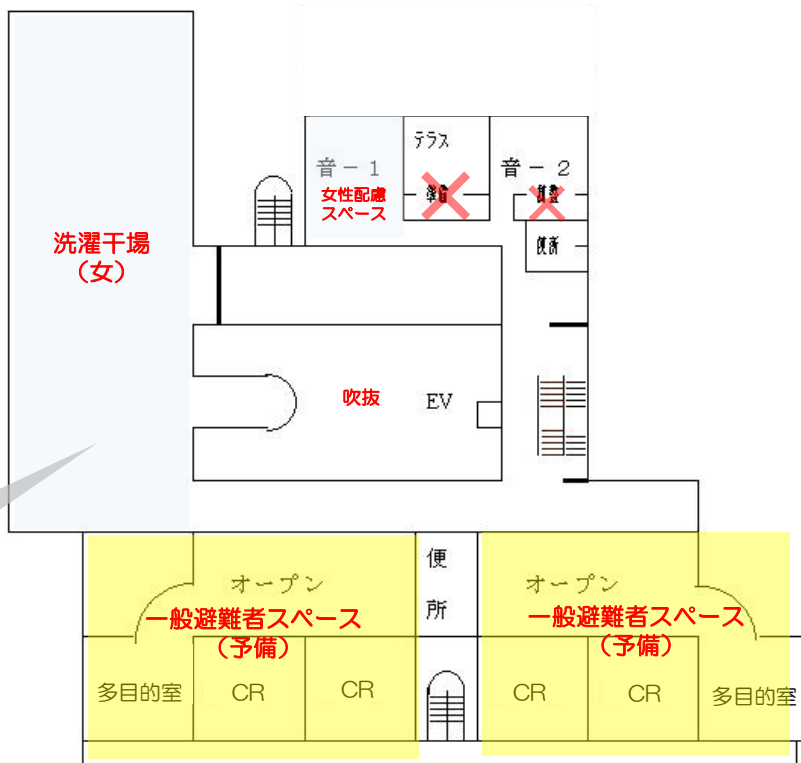 テラス
音－１
音－２
女性配慮
スペース
準備
便所
洗濯干場
（女）
吹抜
EV
オープン
一般避難者スペース
（予備）
便
所
オープン
一般避難者スペース
（予備）
多目的室
CR
CR
CR
CR
多目的室